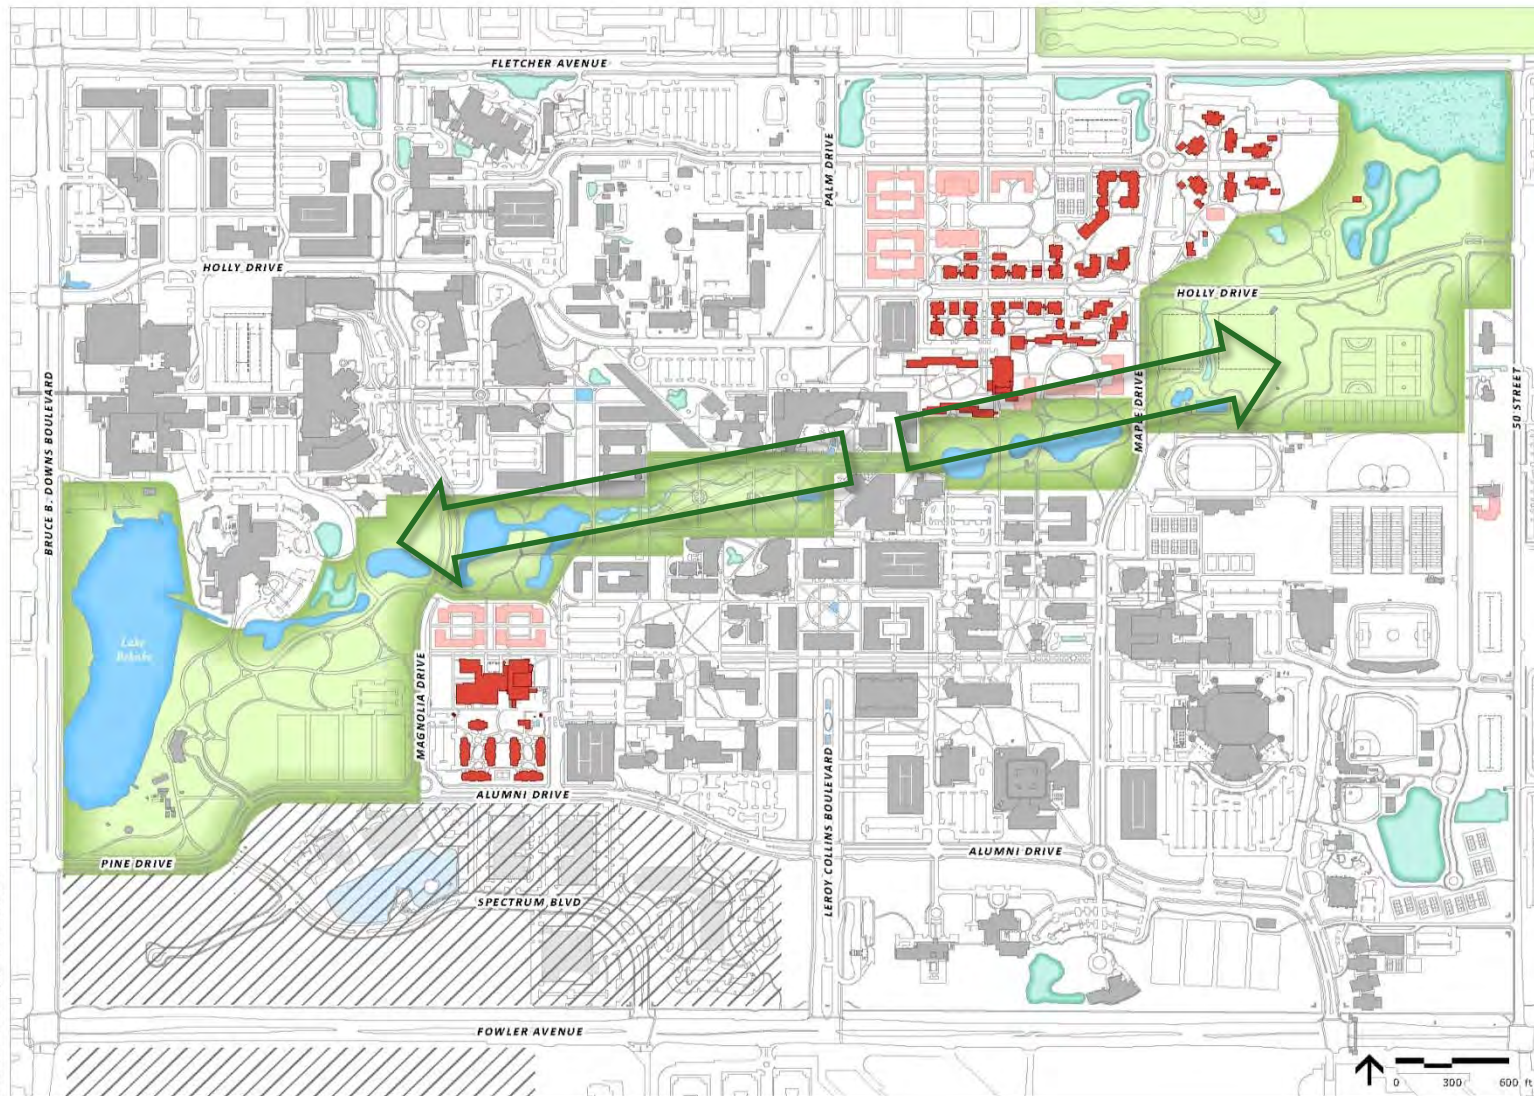 FLETCHER AVENUE
PALM DRIVE
HOLLY DRIVE
HOLLY DRIVE
BRUCE B. DOWNS BOULEVARD
MAPLE DRIVE
50 STREET
Lake
Behnke
MAGNOLIA DRIVE
ALUMNI DRIVE
LEROY COLLINS BOULEVARD
ALUMNI DRIVE
PINE DRIVE
SPECTRUM BLVD
FOWLER AVENUE
0 300 600 ft